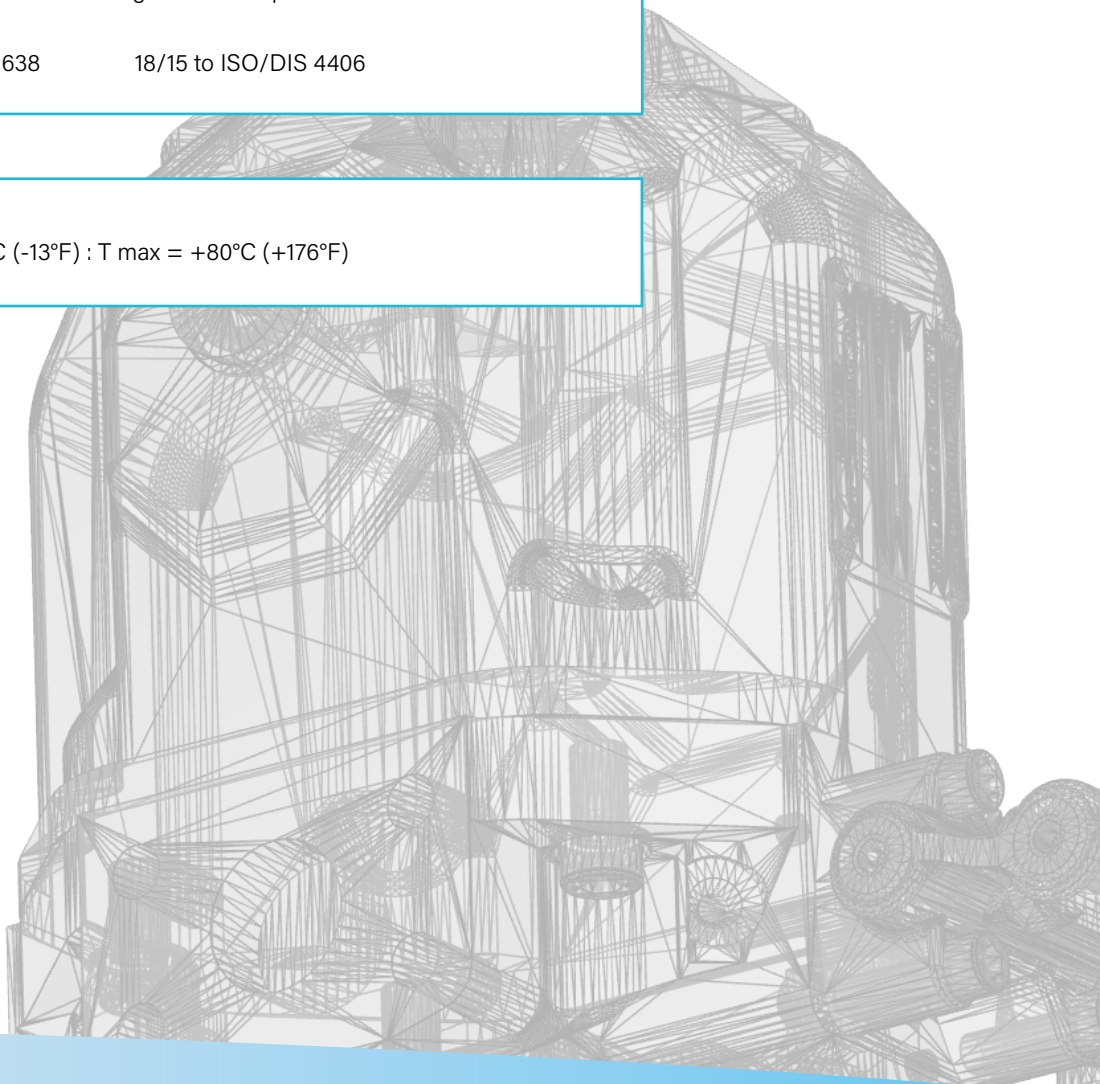 638 18/15 to ISO/DIS 4406
(-13°F) : T max = +80°C (+176°F)